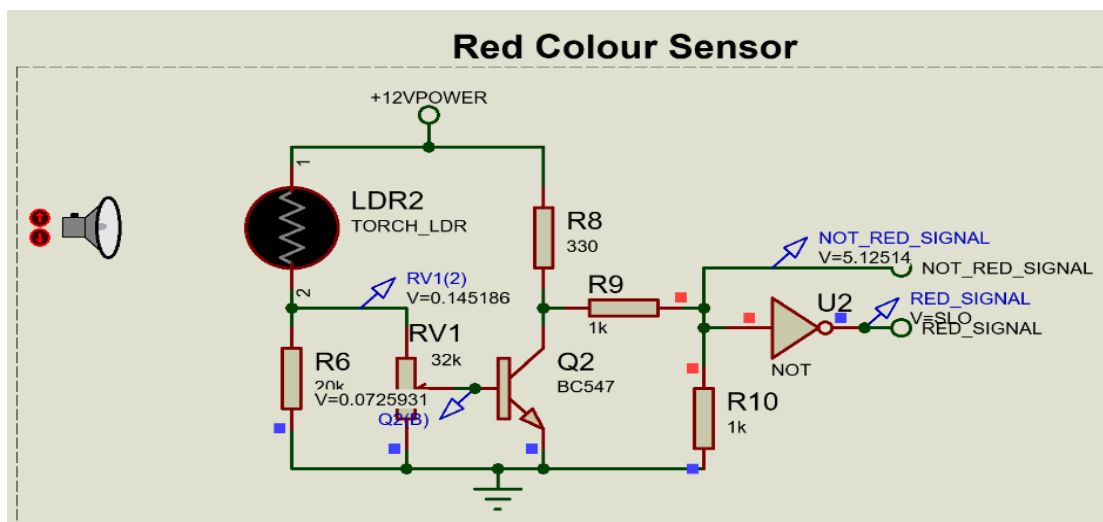 Red Colour Sensor
+12VPOWER
1
LDR2
TORCH_LDR
2
RV1(2)
V=0.145186
R8
330
R9
1k
NOT_RED_SIGNAL
V=5.12514
NOT_RED_SIGNAL
U2
RED_SIGNAL
V=SLO
RED_SIGNAL
NOT
RV1
32k
R6
20k
V=0.0725931
Q2(B)
Q2
BC547
R10
1k